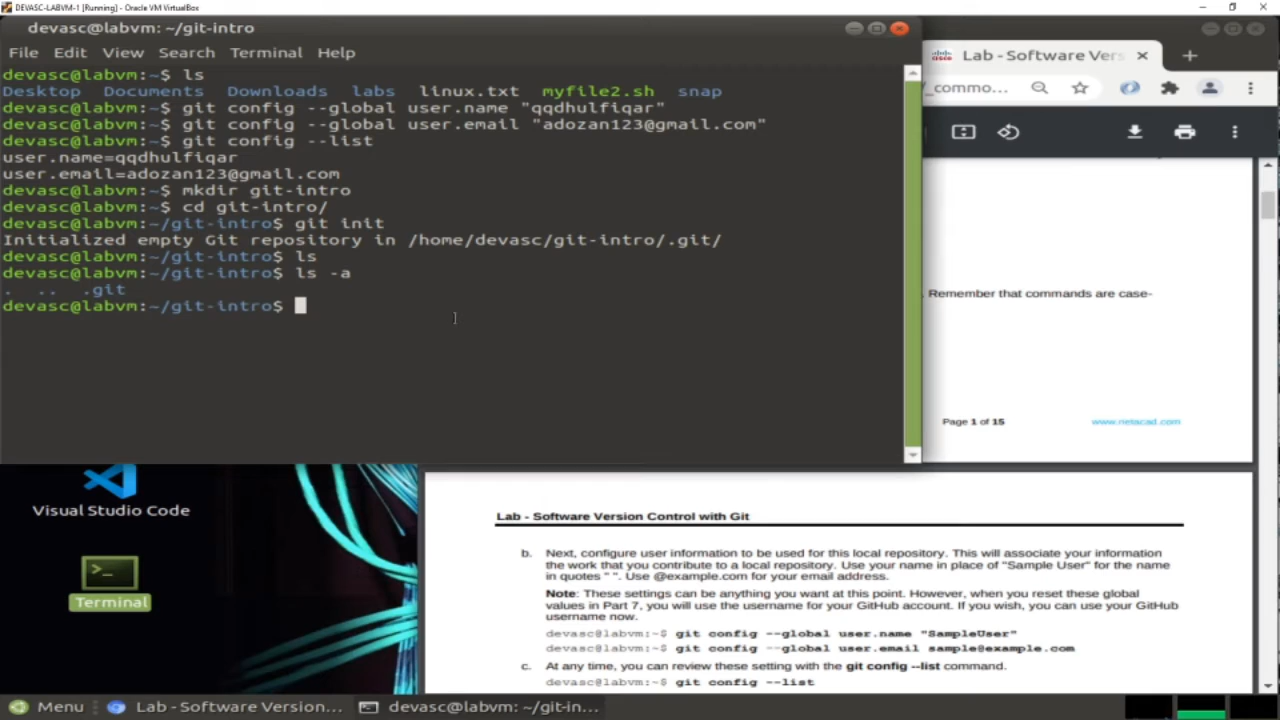 DEVASC-LABVM-1 [Running] - Oracle VM VirtualBox
devasc@labvm: ~/git-intro
File Edit View Search Terminal Help
devasc@labvm:~$ ls
Desktop Documents Downloads labs linux.txt myfile2.sh snap
devasc@labvm:~$ git config --global user.name "qqdhulfiqar"
devasc@labvm:~$ git config --global user.email "adozan123@gmail.com"
devasc@labvm:~$ git config --list
user.name=qqdhulfiqar
user.email=adozan123@gmail.com
devasc@labvm:~$ mkdir git-intro
devasc@labvm:~$ cd git-intro/
devasc@labvm:~/git-intro$ git init
Initialized empty Git repository in /home/devasc/git-intro/.git/
devasc@labvm:~/git-intro$ ls
devasc@labvm:~/git-intro$ ls -a
. .. .git
devasc@labvm:~/git-intro$
Lab - Software Vers
_commo...
. Remember that commands are case-
Page 1 of 15 www.netacad.com
Visual Studio Code
Terminal
Lab - Software Version Control with Git
b. Next, configure user information to be used for this local repository. This will associate your information
the work that you contribute to a local repository. Use your name in place of "Sample User" for the name
in quotes " ". Use @example.com for your email address.
Note: These settings can be anything you want at this point. However, when you reset these global
values in Part 7, you will use the username for your GitHub account. If you wish, you can use your GitHub
username now.
devasc@labvm:~$ git config --global user.name "SampleUser"
devasc@labvm:~$ git config --global user.email sample@example.com
c. At any time, you can review these setting with the git config --list command.
devasc@labvm:~$ git config --list
Menu Lab - Software Version... devasc@labvm: ~/git-in...